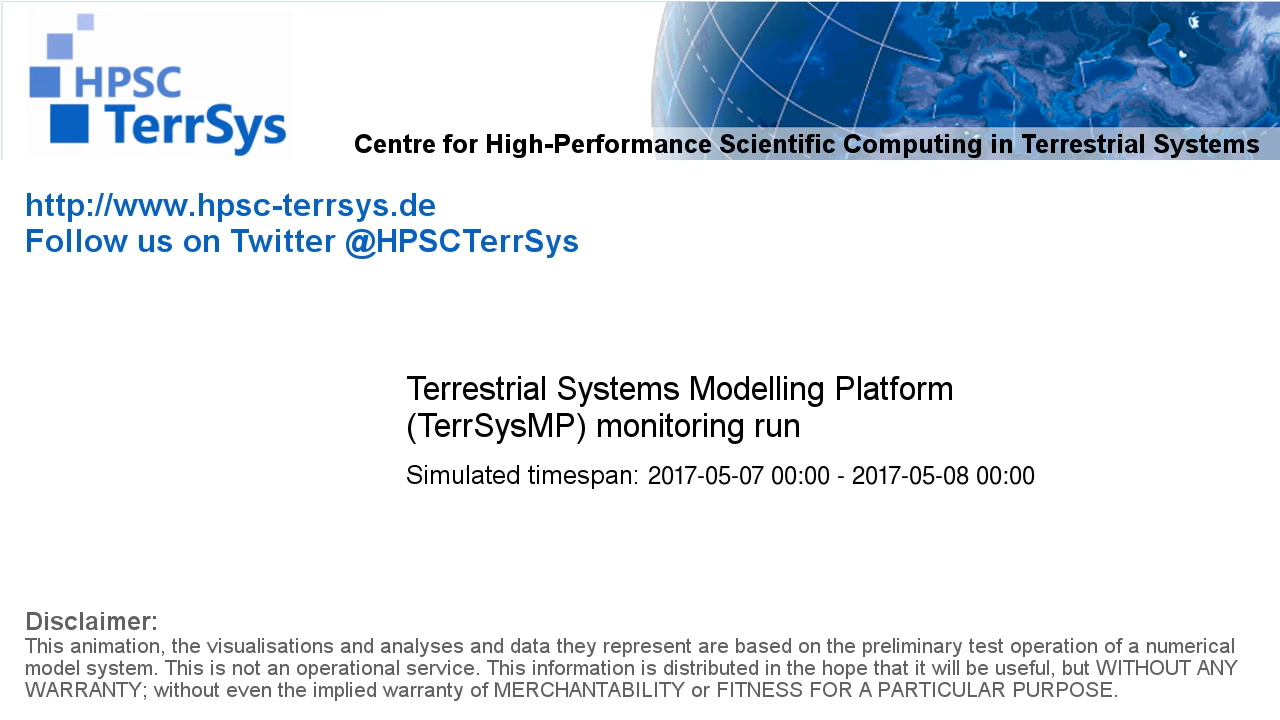 HPSC
TerrSys
Centre for High-Performance Scientific Computing in Terrestrial Systems
http://www.hpsc-terrsys.de
Follow us on Twitter @HPSCTerrSys
Terrestrial Systems Modelling Platform
(TerrSysMP) monitoring run
Simulated timespan: 2017-05-07 00:00 - 2017-05-08 00:00
Disclaimer:
This animation, the visualisations and analyses and data they represent are based on the preliminary test operation of a numerical
model system. This is not an operational service. This information is distributed in the hope that it will be useful, but WITHOUT ANY
WARRANTY; without even the implied warranty of MERCHANTABILITY or FITNESS FOR A PARTICULAR PURPOSE.